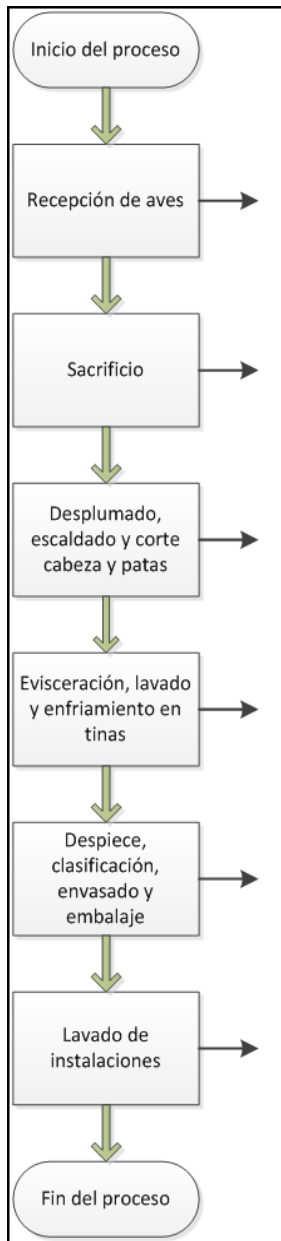 Inicio del proceso
Recepción de aves
Sacrificio
Desplumado,
escaldado y corte
cabeza y patas
Evisceración, lavado
y enfriamiento en
tinas
Despiece,
clasificación,
envasado y
embalaje
Lavado de
instalaciones
Fin del proceso